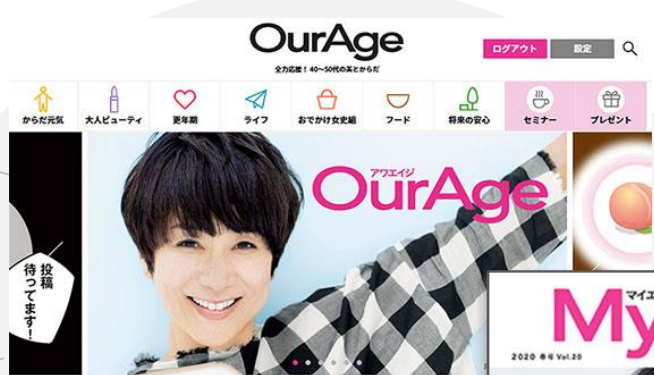 OurAge
全力応援！40〜50代の美とからだ
ログアウト
設定
からだ元気
大人ビューティ
更年期
ライフ
おでかけ女史組
フード
将来の安心
セミナー
プレゼント
アワエイジ
OurAge
投稿
待ってます！
マイエ
My
2020 春号 Vol.20